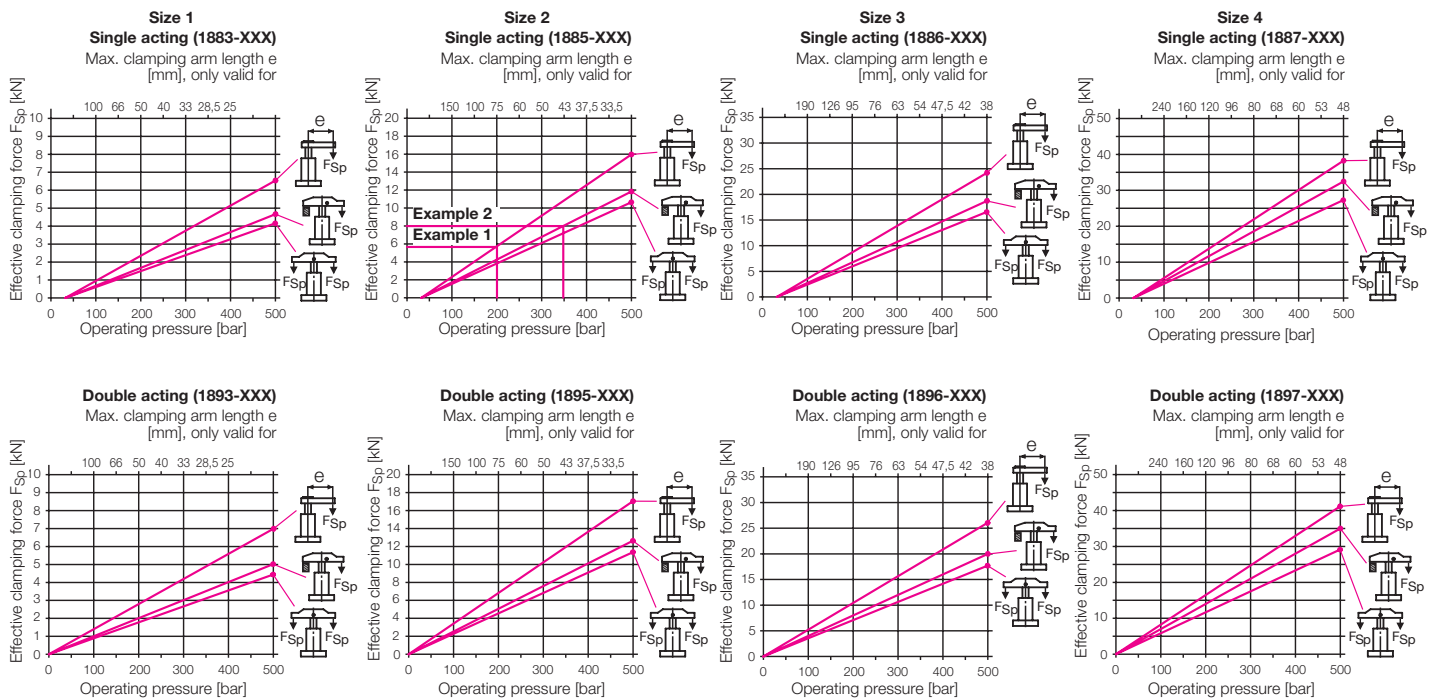 Size 1
Single acting (1883-XXX)
Max. clamping arm length e
[mm], only valid for
100 66 50 40 33 28,5 25
Effective clamping force FSp [kN]
10
9
8
7
6
5
4
3
2
1
0
0 100 200 300 400 500
Operating pressure [bar]
e
FSp
FSp
FSp FSp
Size 2
Single acting (1885-XXX)
Max. clamping arm length e
[mm], only valid for
150 100 75 60 50 43 37,5 33,5
Effective clamping force FSp [kN]
20
18
16
14
12
10
8
6
4
2
0
Example 2
Example 1
0 100 200 300 400 500
Operating pressure [bar]
e
FSp
FSp
FSp FSp
Size 3
Single acting (1886-XXX)
Max. clamping arm length e
[mm], only valid for
190 126 95 76 63 54 47,5 42 38
Effective clamping force FSp [kN]
35
30
25
20
15
10
5
0
0 100 200 300 400 500
Operating pressure [bar]
e
FSp
FSp
FSp FSp
Size 4
Single acting (1887-XXX)
Max. clamping arm length e
[mm], only valid for
240 160 120 96 80 68 60 53 48
Effective clamping force FSp [kN]
50
40
30
20
10
0
0 100 200 300 400 500
Operating pressure [bar]
e
FSp
FSp
FSp FSp
Double acting (1893-XXX)
Max. clamping arm length e
[mm], only valid for
100 66 50 40 33 28,5 25
Effective clamping force FSp [kN]
10
9
8
7
6
5
4
3
2
1
0
0 100 200 300 400 500
Operating pressure [bar]
e
FSp
FSp
FSp FSp
Double acting (1895-XXX)
Max. clamping arm length e
[mm], only valid for
150 100 75 60 50 43 37,5 33,5
Effective clamping force FSp [kN]
20
18
16
14
12
10
8
6
4
2
0
0 100 200 300 400 500
Operating pressure [bar]
e
FSp
FSp
FSp FSp
Double acting (1896-XXX)
Max. clamping arm length e
[mm], only valid for
190 126 95 76 63 54 47,5 42 38
Effective clamping force FSp [kN]
35
30
25
20
15
10
5
0
0 100 200 300 400 500
Operating pressure [bar]
e
FSp
FSp
FSp FSp
Double acting (1897-XXX)
Max. clamping arm length e
[mm], only valid for
240 160 120 96 80 68 60 53 48
Effective clamping force FSp [kN]
50
40
30
20
10
0
0 100 200 300 400 500
Operating pressure [bar]
e
FSp
FSp
FSp FSp